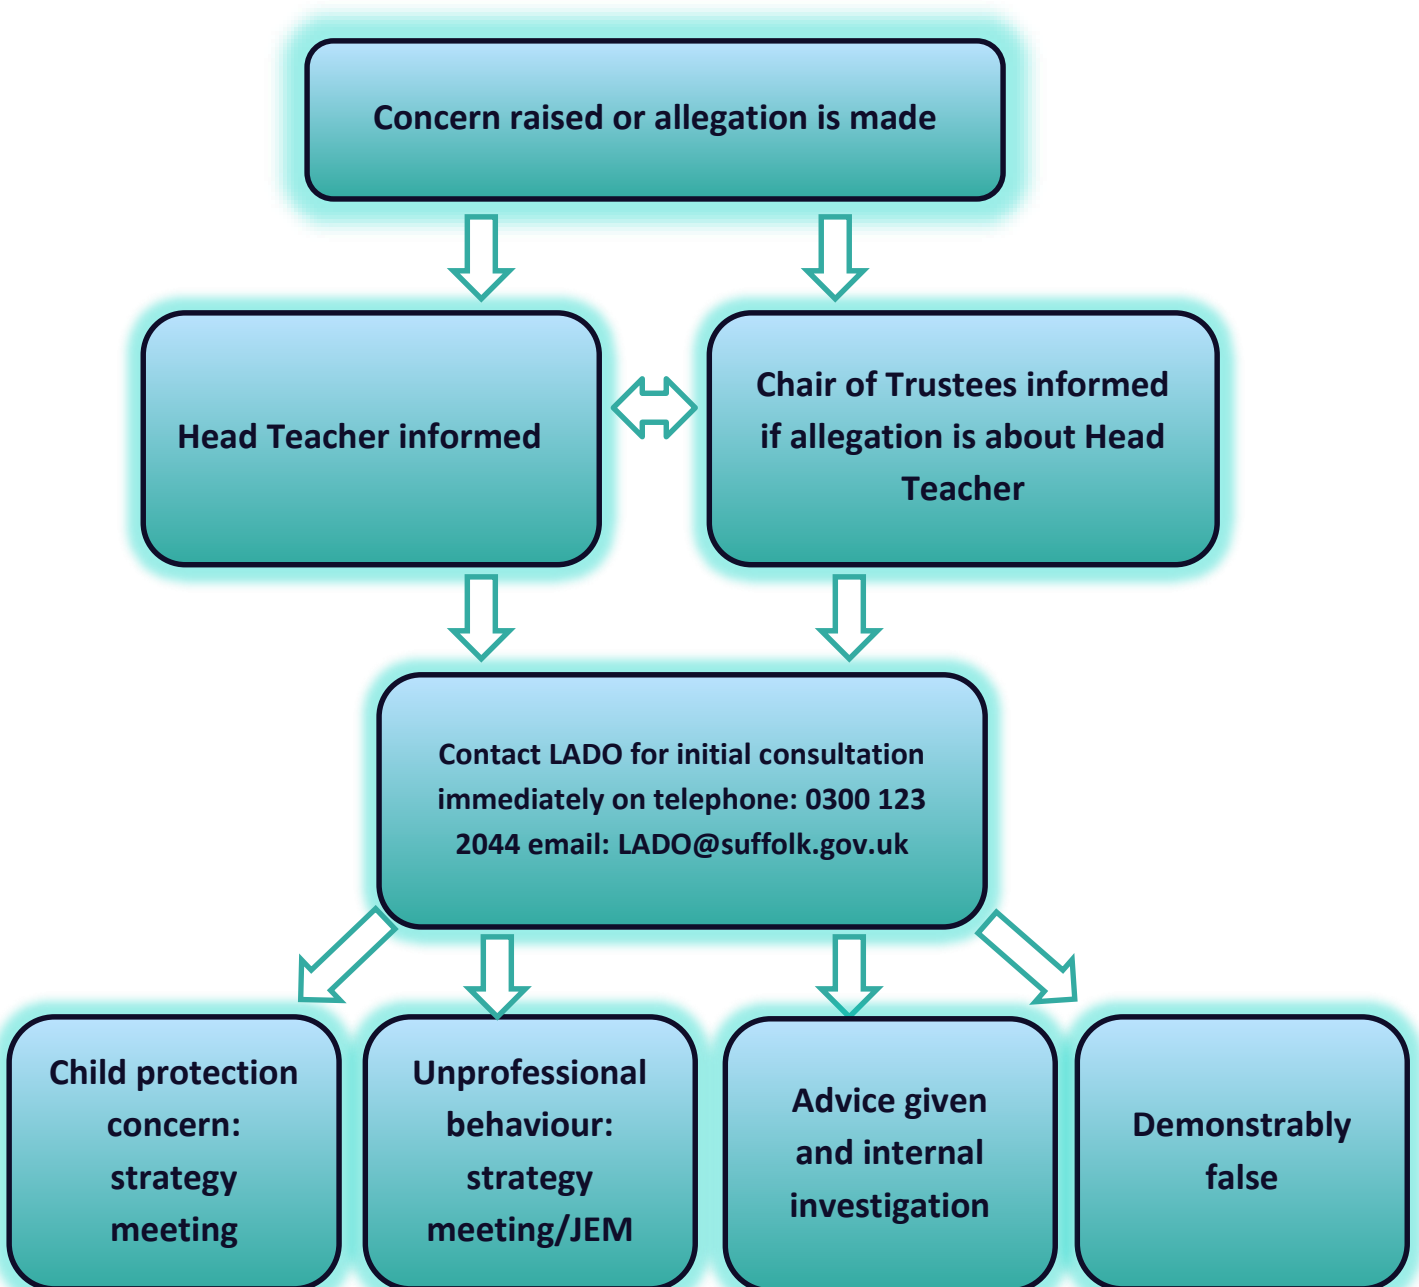 Concern raised or allegation is made
Head Teacher informed
Chair of Trustees informed
if allegation is about Head
Teacher
Contact LADO for initial consultation
immediately on telephone: 0300 123
2044 email: LADO@suffolk.gov.uk
Child protection
concern:
strategy
meeting
Unprofessional
behaviour:
strategy
meeting/JEM
Advice given
and internal
investigation
Demonstrably
false